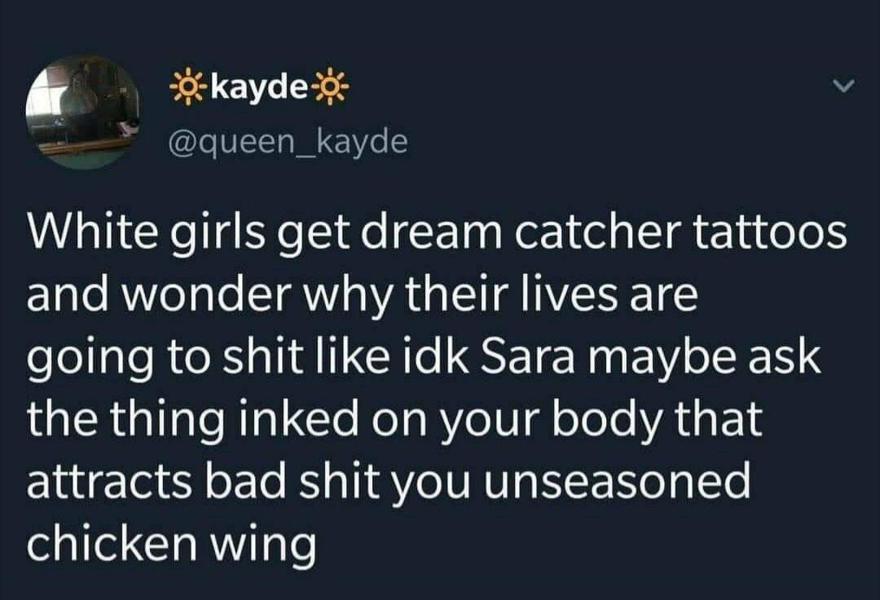 🔆kayde🔆
@queen_kayde
White girls get dream catcher tattoos
and wonder why their lives are
going to shit like idk Sara maybe ask
the thing inked on your body that
attracts bad shit you unseasoned
chicken wing